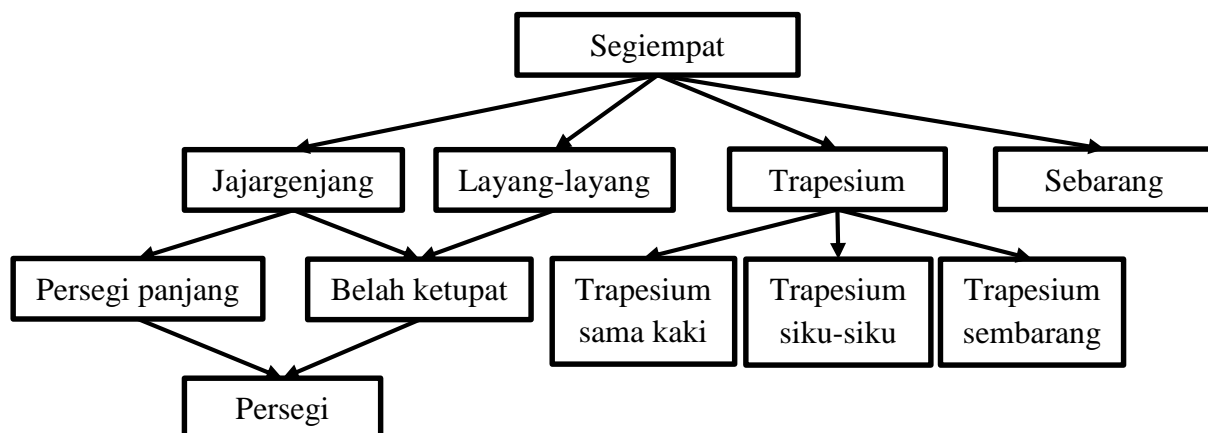 Segiempat
Jajargenjang
Layang-layang
Trapesium
Sebarang
Persegi panjang
Belah ketupat
Trapesium
sama kaki
Trapesium
siku-siku
Trapesium
sembarang
Persegi